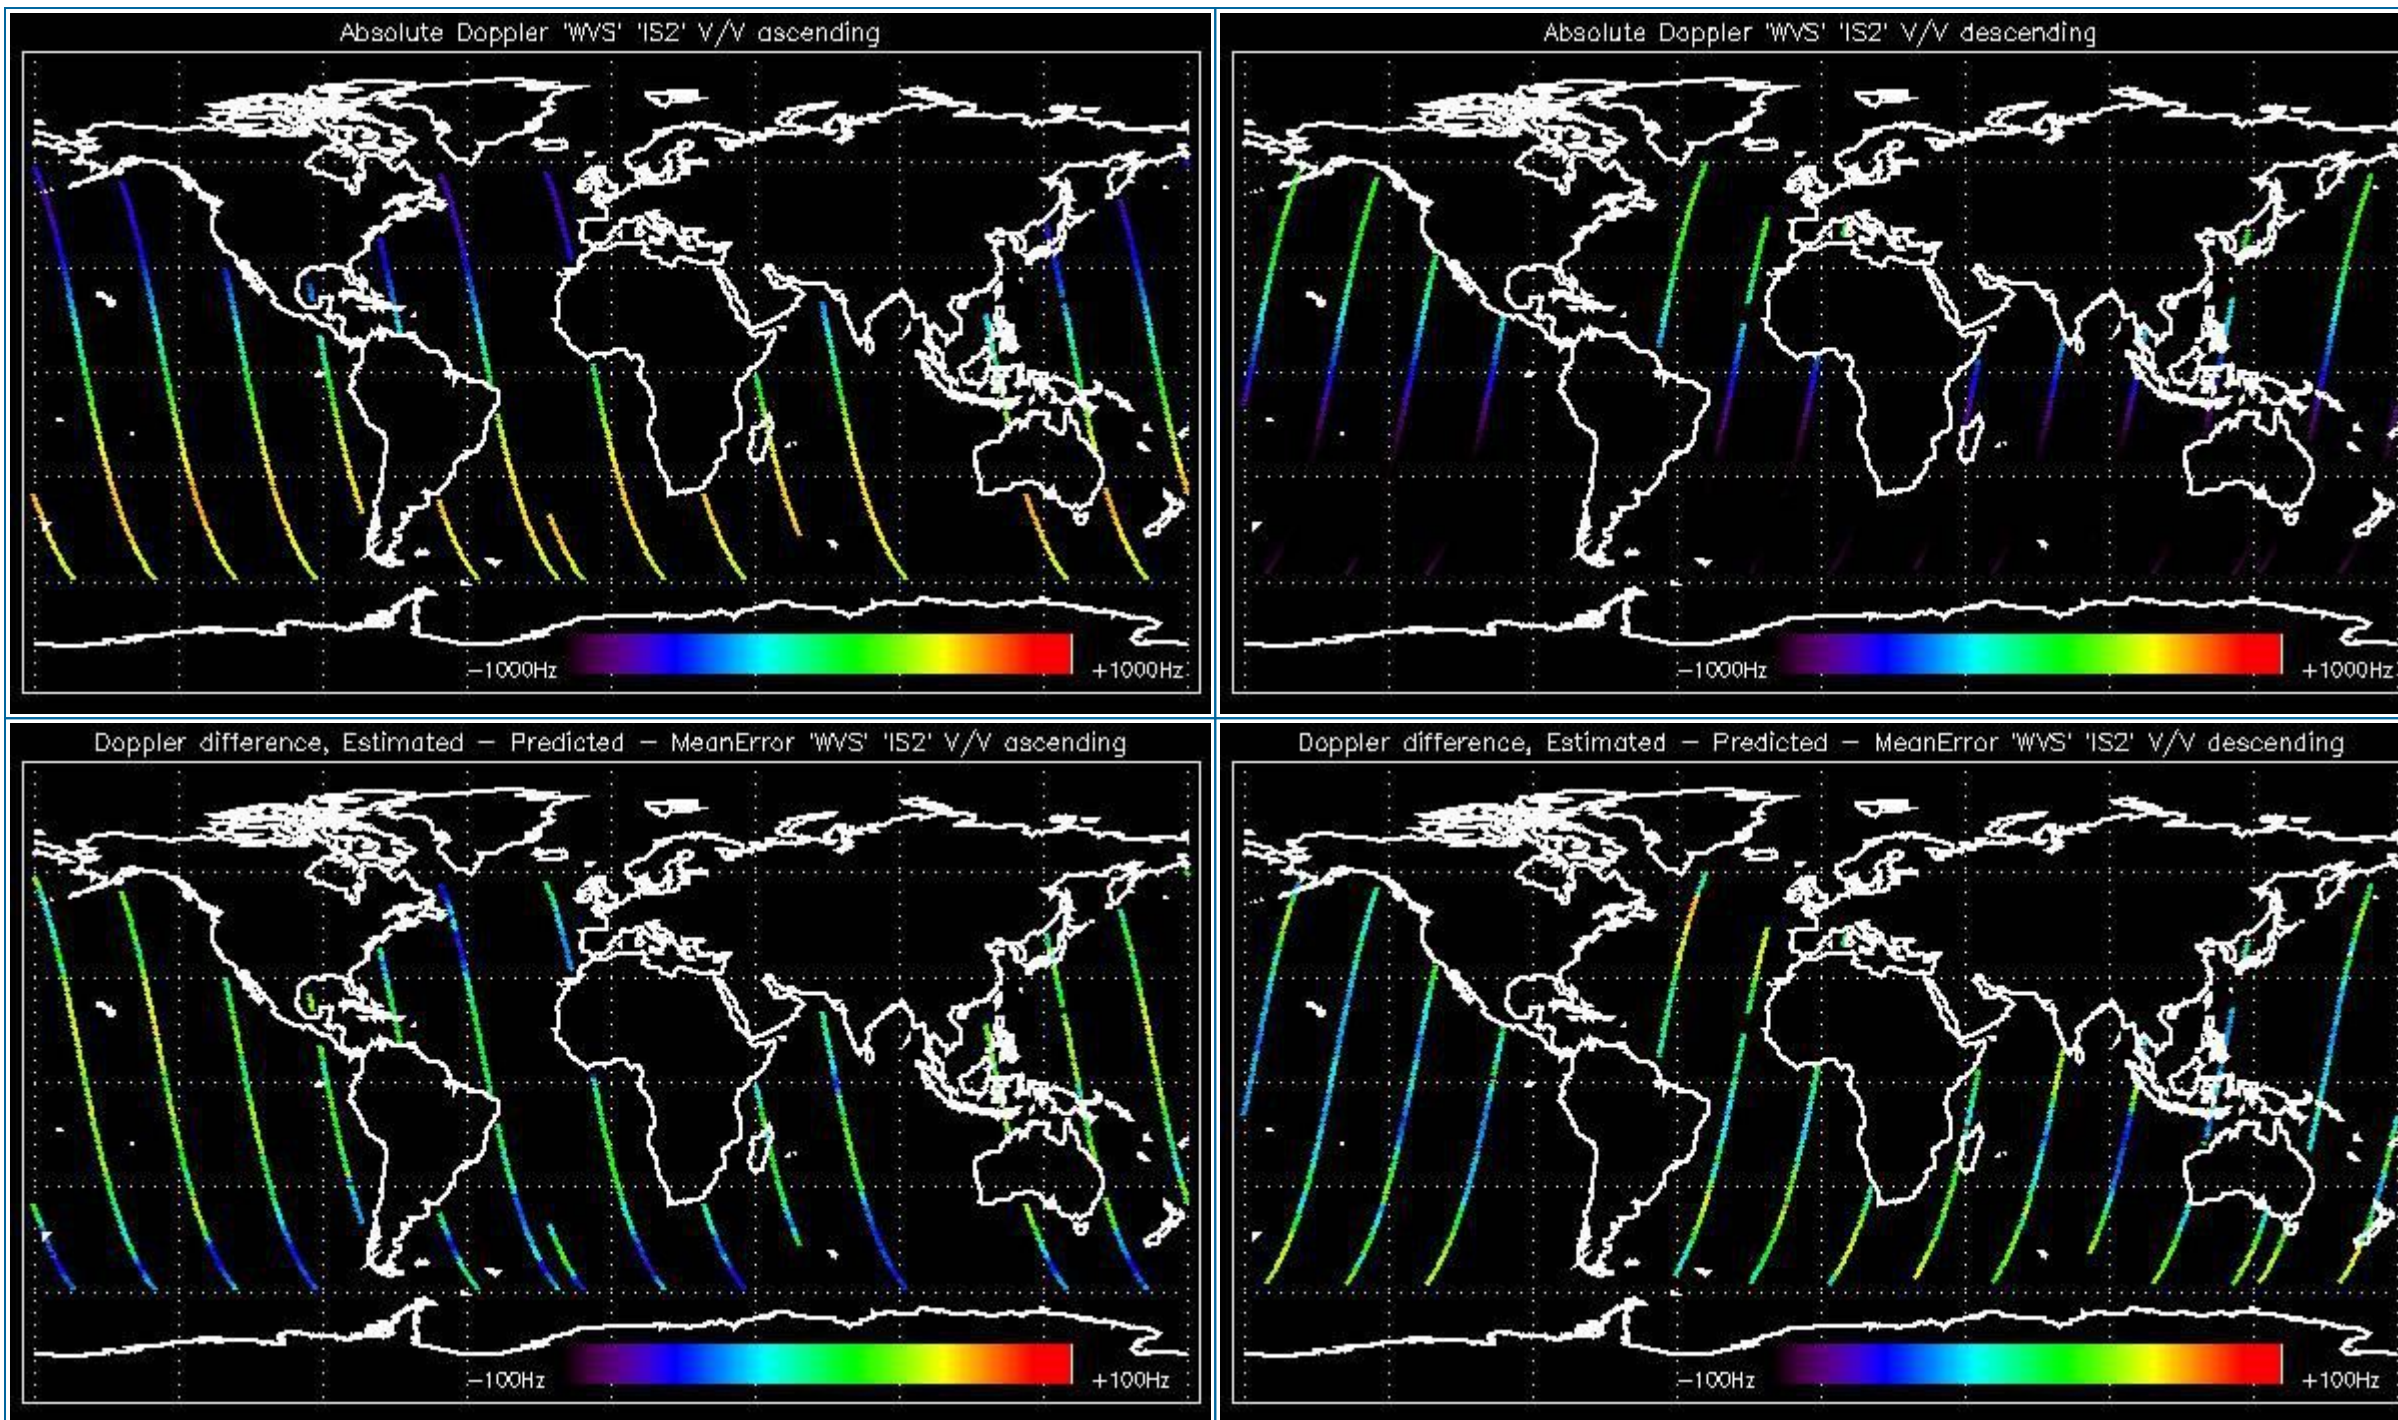 Absolute Doppler 'WVS' 'IS2' V/V ascending
-1000Hz
+1000Hz
Absolute Doppler 'WVS' 'IS2' V/V descending
-1000Hz
+1000Hz
Doppler difference, Estimated - Predicted - MeanError 'WVS' 'IS2' V/V ascending
-100Hz
+100Hz
Doppler difference, Estimated - Predicted - MeanError 'WVS' 'IS2' V/V descending
-100Hz
+100Hz